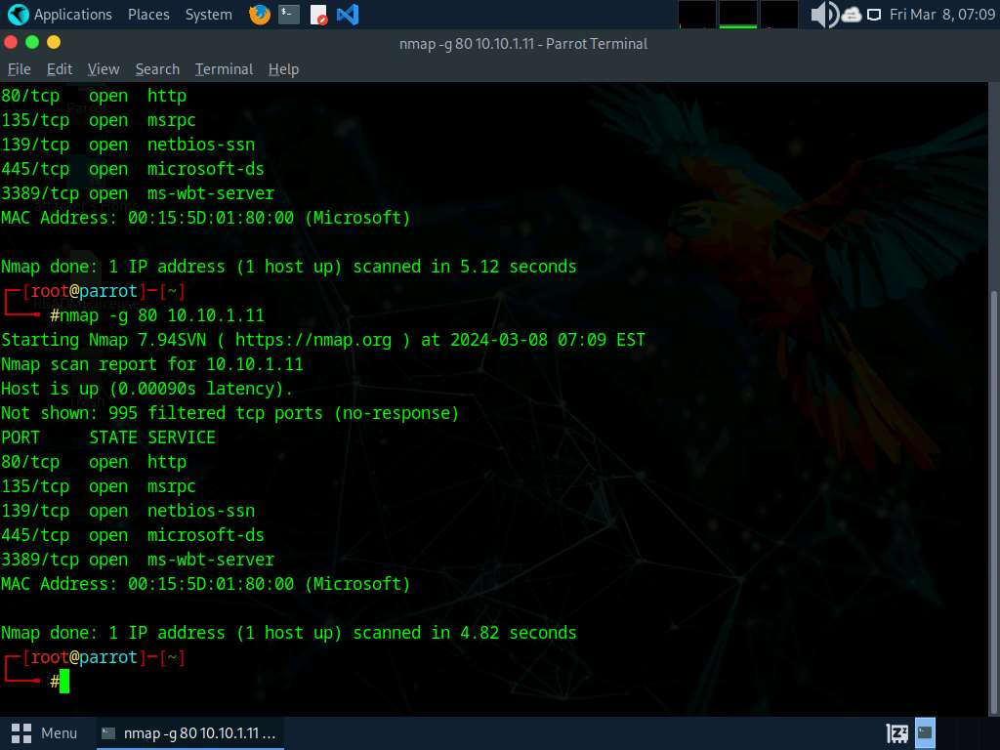 Applications Places System Fri Mar 8, 07:09
nmap -g 80 10.10.1.11 - Parrot Terminal
File Edit View Search Terminal Help
80/tcp open http
135/tcp open msrpc
139/tcp open netbios-ssn
445/tcp open microsoft-ds
3389/tcp open ms-wbt-server
MAC Address: 00:15:5D:01:80:00 (Microsoft)
Nmap done: 1 IP address (1 host up) scanned in 5.12 seconds
┌─[root@parrot]─[~]
└──╼ #nmap -g 80 10.10.1.11
Starting Nmap 7.94SVN ( https://nmap.org ) at 2024-03-08 07:09 EST
Nmap scan report for 10.10.1.11
Host is up (0.00090s latency).
Not shown: 995 filtered tcp ports (no-response)
PORT STATE SERVICE
80/tcp open http
135/tcp open msrpc
139/tcp open netbios-ssn
445/tcp open microsoft-ds
3389/tcp open ms-wbt-server
MAC Address: 00:15:5D:01:80:00 (Microsoft)
Nmap done: 1 IP address (1 host up) scanned in 4.82 seconds
┌─[root@parrot]─[~]
└──╼ #
Menu nmap -g 80 10.10.1.11 ...